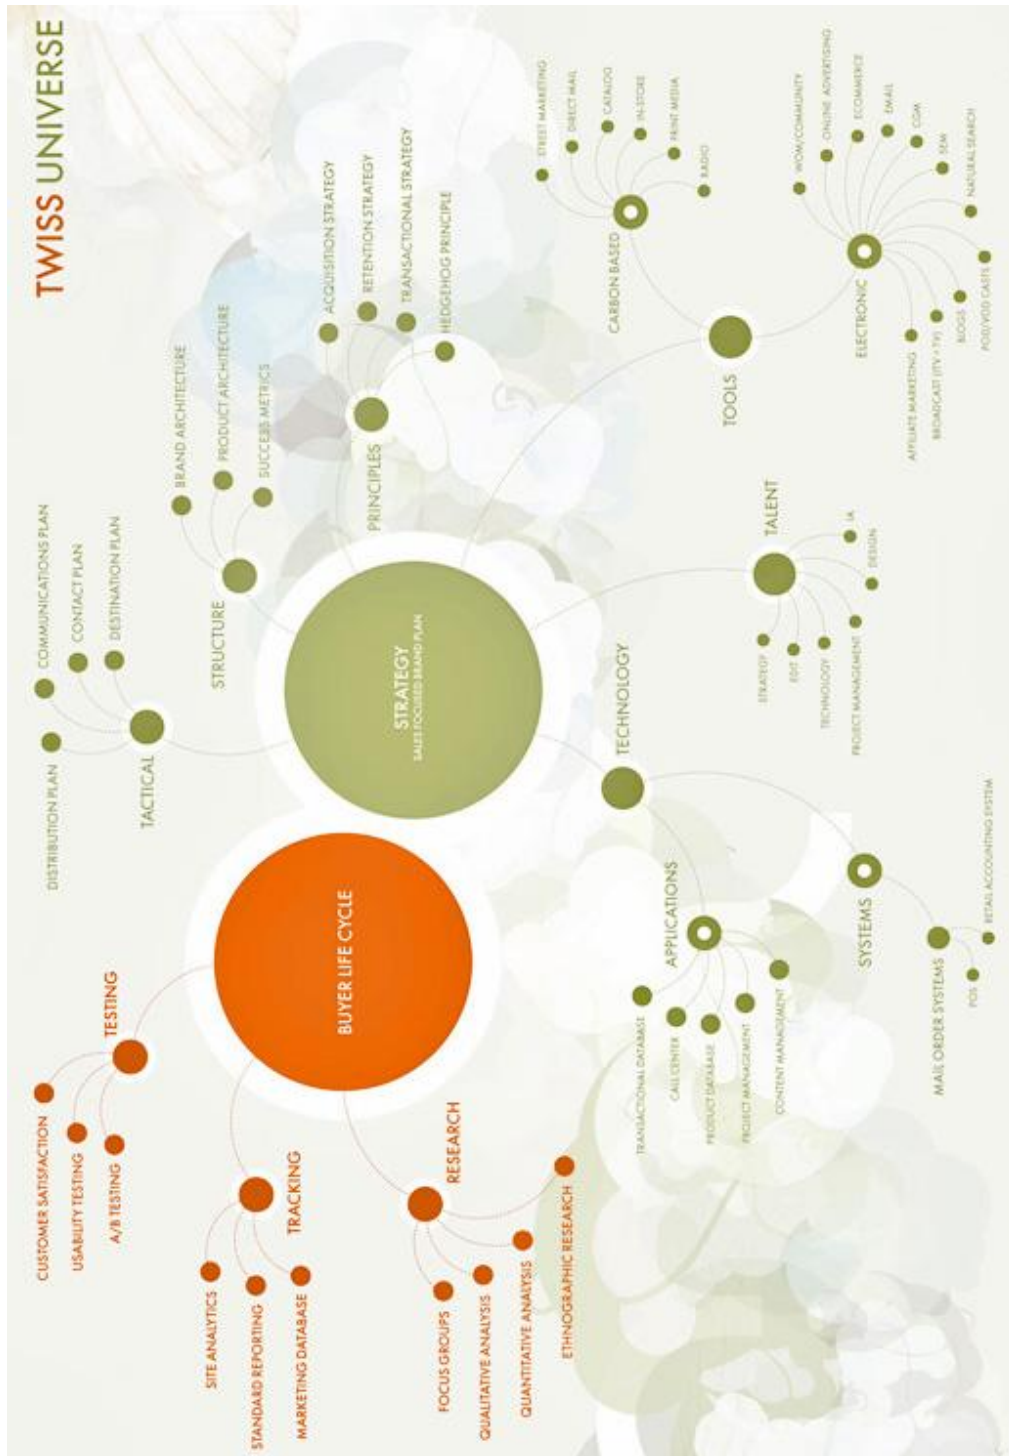 TWISS UNIVERSE
BUYER LIFE CYCLE
TESTING
CUSTOMER SATISFACTION
USABILITY TESTING
A/B TESTING
TRACKING
SITE ANALYTICS
STANDARD REPORTING
MARKETING DATABASE
RESEARCH
FOCUS GROUPS
QUALITATIVE ANALYSIS
QUANTITATIVE ANALYSIS
ETHNOGRAPHIC RESEARCH
STRATEGY
SALES FOCUSED BRAND PLAN
TACTICAL
DISTRIBUTION PLAN
COMMUNICATIONS PLAN
CONTACT PLAN
DESTINATION PLAN
STRUCTURE
BRAND ARCHITECTURE
PRODUCT ARCHITECTURE
SUCCESS METRICS
PRINCIPLES
ACQUISITION STRATEGY
RETENTION STRATEGY
TRANSACTIONAL STRATEGY
HEDGEHOG PRINCIPLE
TOOLS
CARBON BASED
STREET MARKETING
DIRECT MAIL
CATALOG
IN-STORE
PRINT MEDIA
RADIO
ELECTRONIC
WOM/COMMUNITY
ONLINE ADVERTISING
ECOMMERCE
EMAIL
CGM
SEM
NATURAL SEARCH
POD/VOD CASTS
BLOGS
BROADCAST (ITV + TV)
AFFILIATE MARKETING
TALENT
STRATEGY
EDIT
TECHNOLOGY
PROJECT MANAGEMENT
DESIGN
IA
TECHNOLOGY
APPLICATIONS
TRANSACTIONAL DATABASE
CALL CENTER
PRODUCT DATABASE
PROJECT MANAGEMENT
CONTENT MANAGEMENT
SYSTEMS
MAIL ORDER SYSTEMS
POS
RETAIL ACCOUNTING SYSTEM